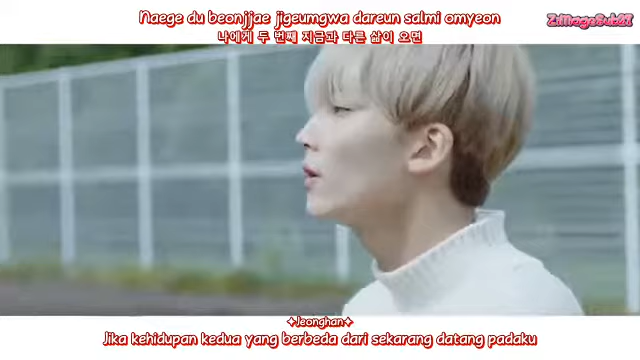 Naege du beonjjae jigeumgwa dareun salmi omyeon
나에게 두 번째 지금과 다른 삶이 오면
✦Jeonghan✦
Jika kehidupan kedua yang berbeda dari sekarang datang padaku